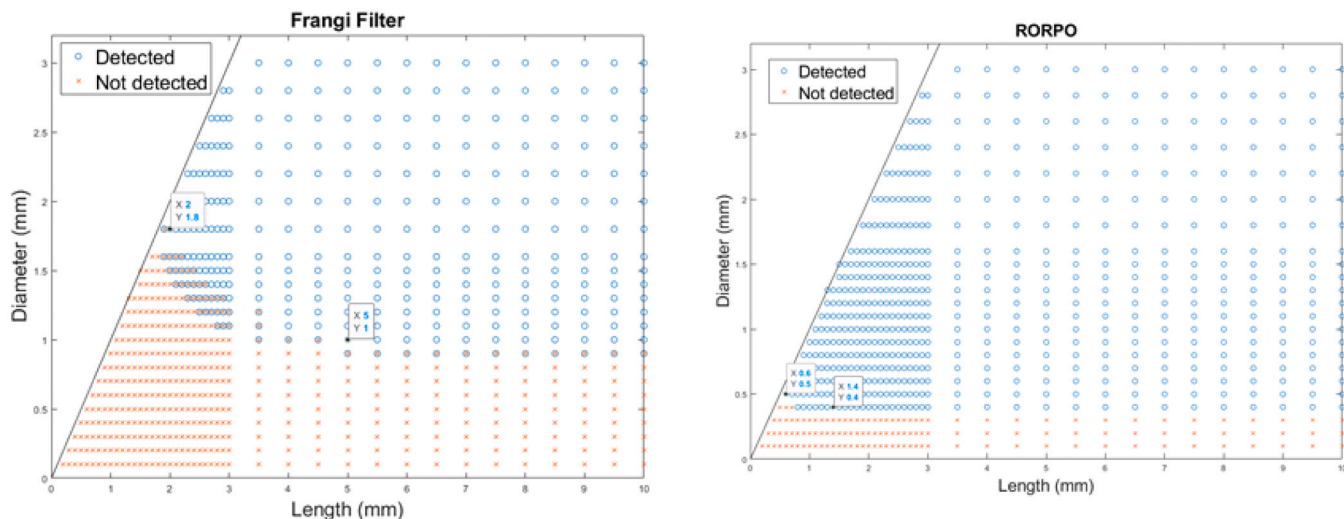 Frangi Filter
Detected
Not detected
3
2.5
2
1.5
1
0.5
0
X 2
Y 1.8
X 5
Y 1
0 1 2 3 4 5 6 7 8 9 10
Diameter (mm)
Length (mm)
RORPO
Detected
Not detected
3
2.5
2
1.5
1
0.5
0
X 0.6
Y 0.5
X 1.4
Y 0.4
0 1 2 3 4 5 6 7 8 9 10
Diameter (mm)
Length (mm)